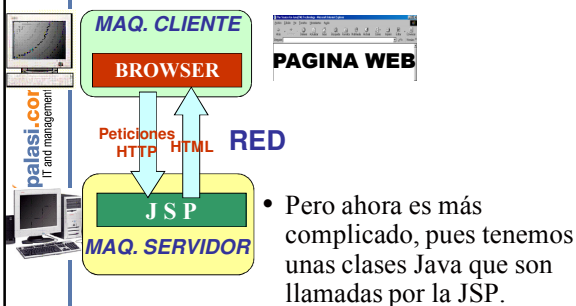 MAQ. CLIENTE
BROWSER
PAGINA WEB
palasi.com
IT and management
Peticiones
HTTP
HTML
RED
J S P
MAQ. SERVIDOR
• Pero ahora es más
complicado, pues tenemos
unas clases Java que son
llamadas por la JSP.